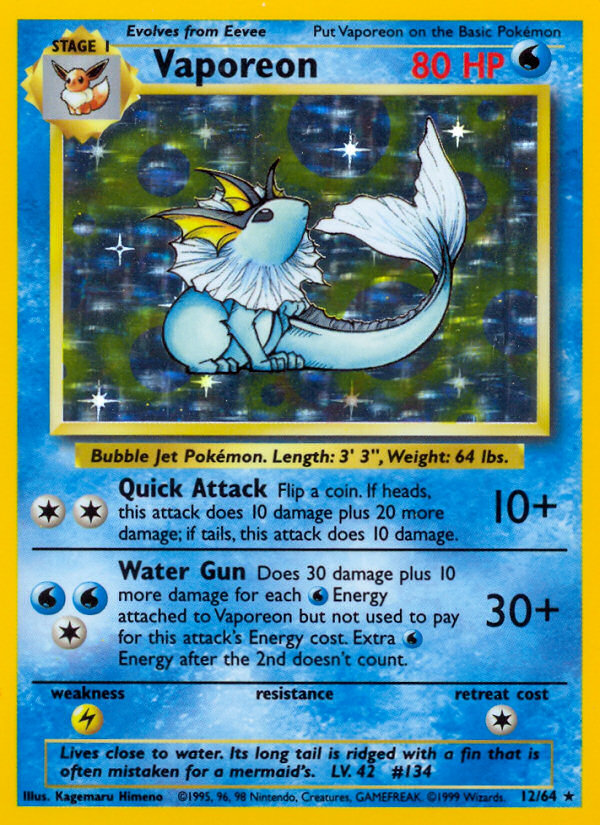 Evolves from Eevee Put Vaporeon on the Basic Pokémon
STAGE 1
Vaporeon 80 HP
Bubble Jet Pokémon. Length: 3' 3", Weight: 64 lbs.
Quick Attack Flip a coin. If heads,
this attack does 10 damage plus 20 more
damage; if tails, this attack does 10 damage.
10+
Water Gun Does 30 damage plus 10
more damage for each Energy
attached to Vaporeon but not used to pay
for this attack's Energy cost. Extra
Energy after the 2nd doesn't count.
30+
weakness resistance retreat cost
Lives close to water. Its long tail is ridged with a fin that is
often mistaken for a mermaid's. LV. 42 #134
Illus. Kagemaru Himeno ©1995, 96, 98 Nintendo, Creatures, GAMEFREAK. ©1999 Wizards. 12/64 ★